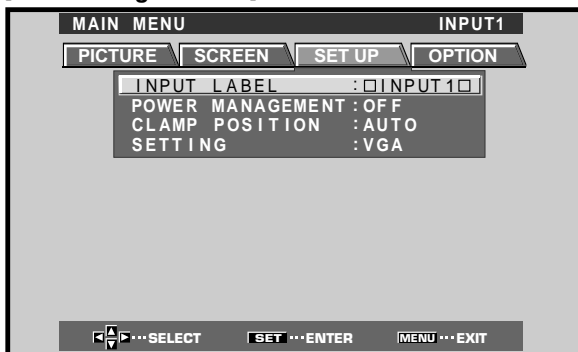 MAIN MENU INPUT1
PICTURE SCREEN SET UP OPTION
INPUT LABEL :□INPUT1□
POWER MANAGEMENT :OFF
CLAMP POSITION :AUTO
SETTING :VGA
◀▲▼▶···SELECT SET ···ENTER MENU ···EXIT